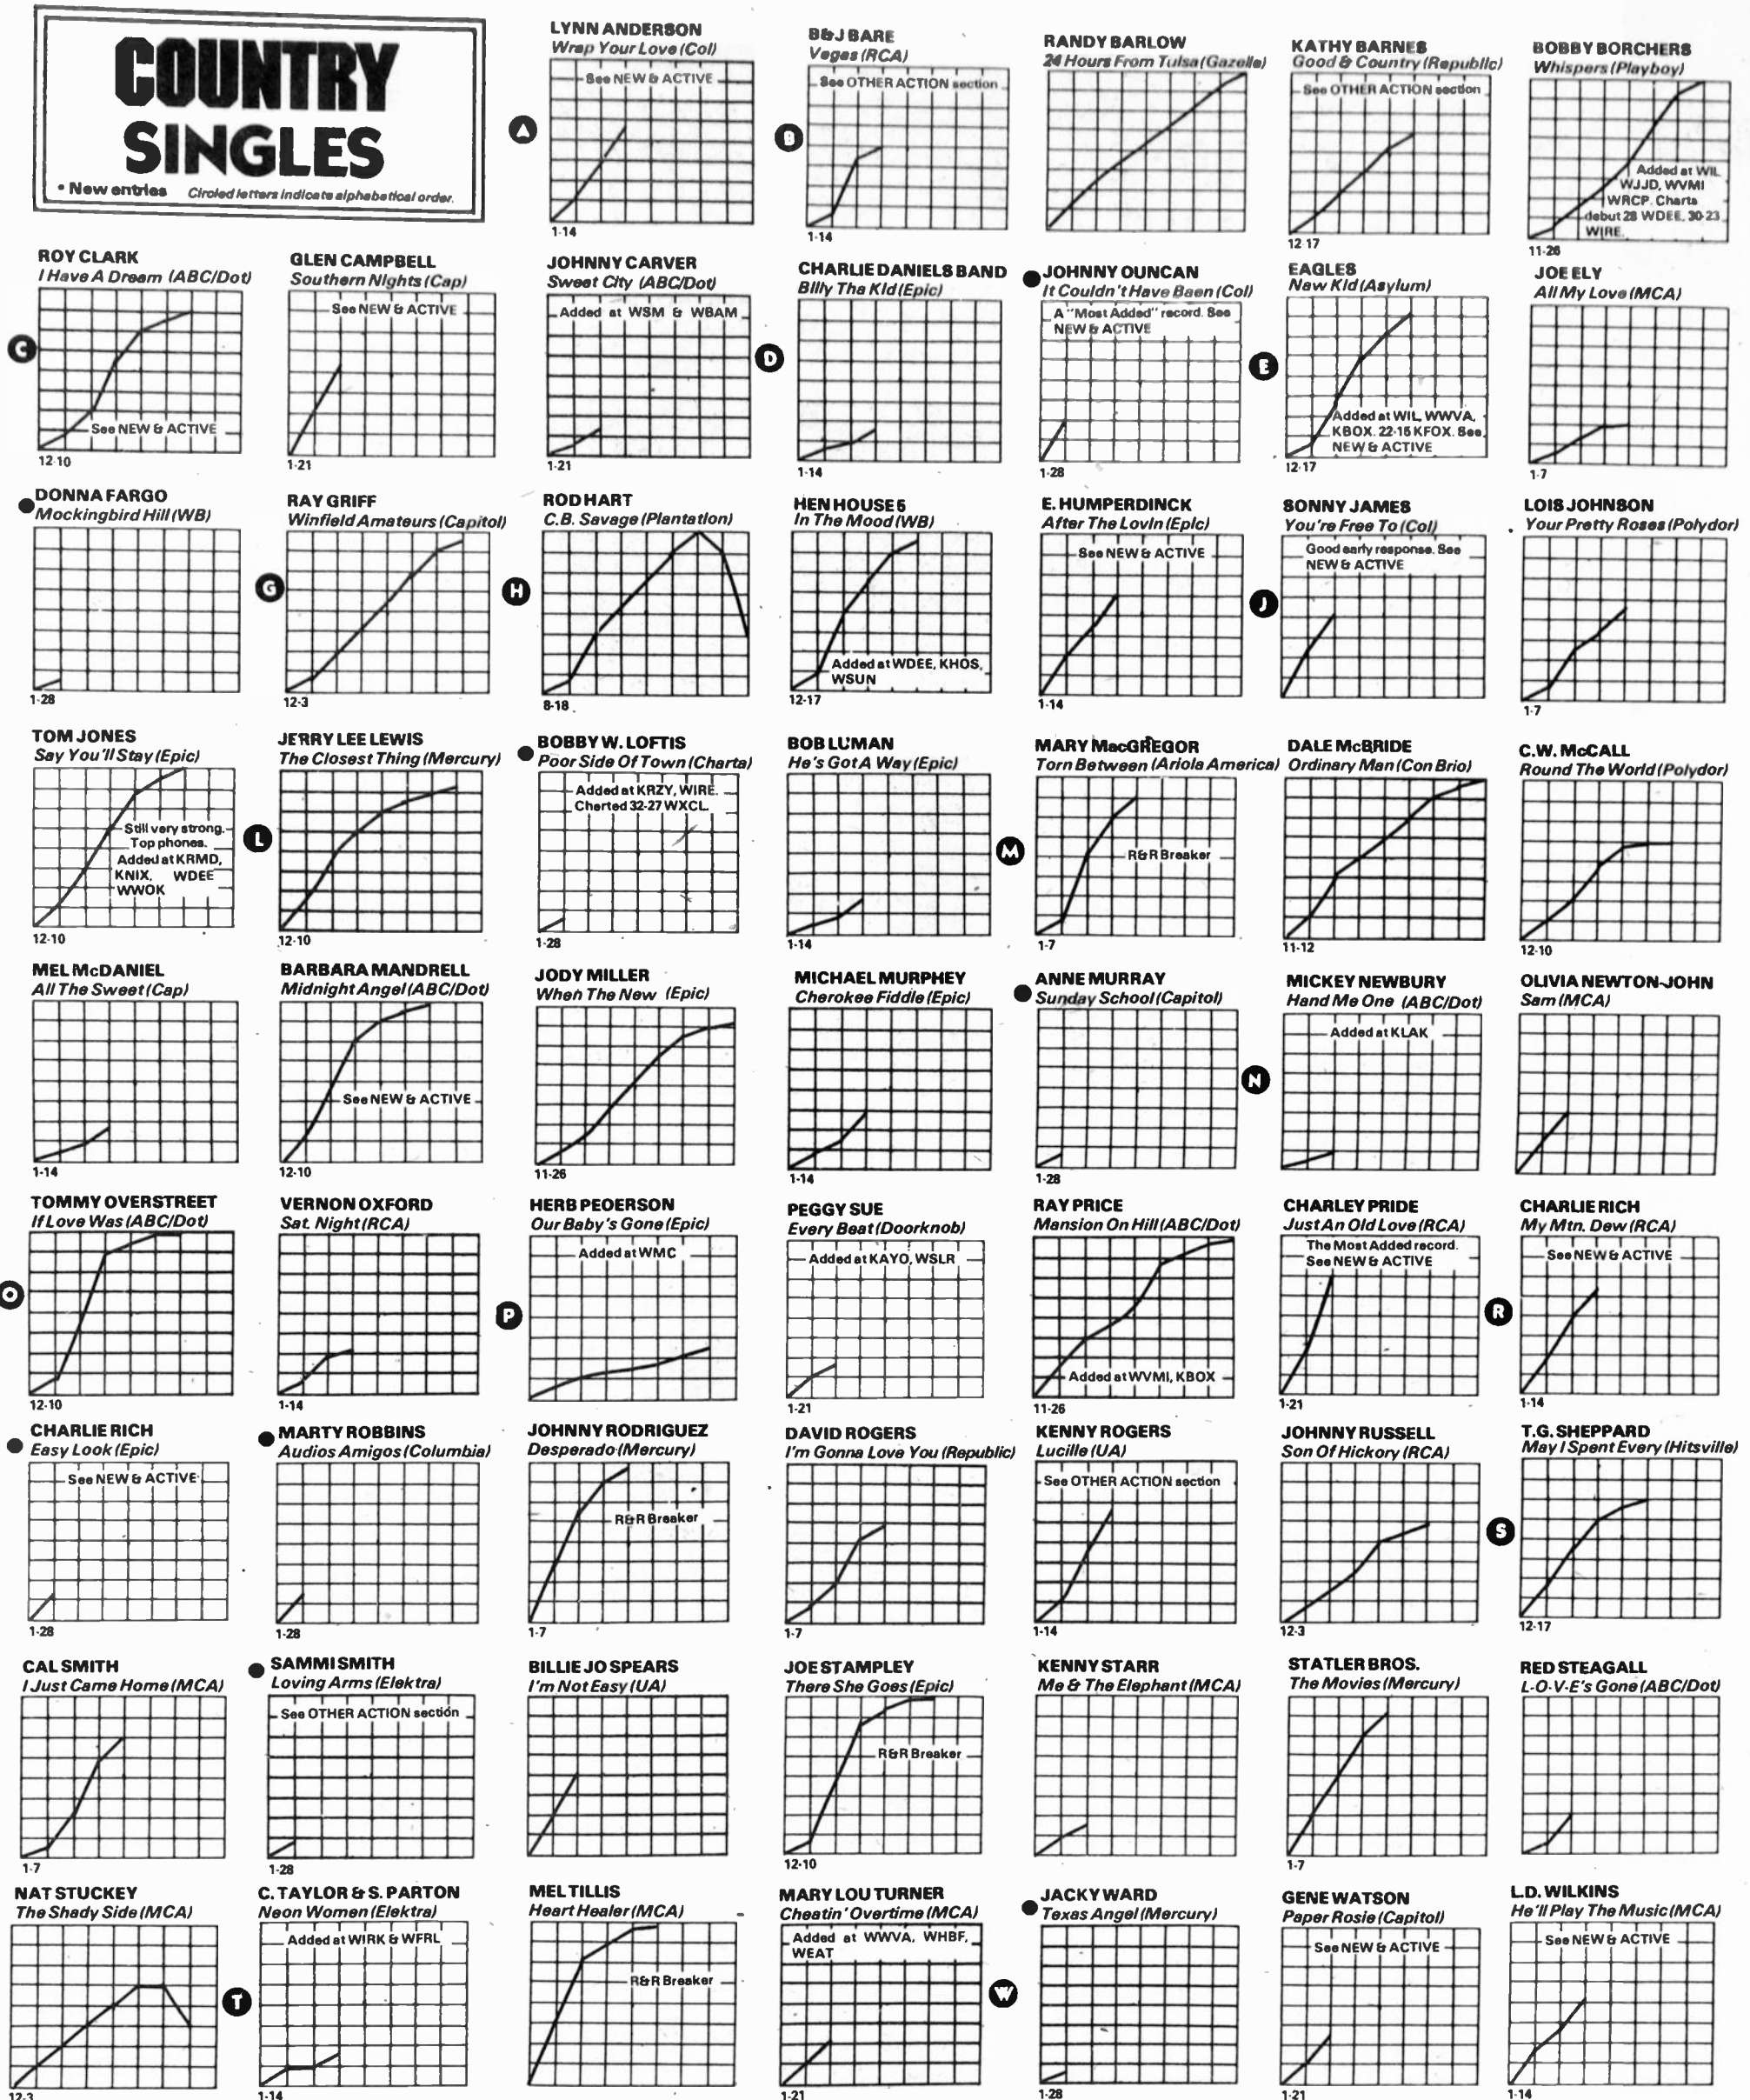 COUNTRY
SINGLES
• New entries Circled letters indicate alphabetical order.
A
LYNN ANDERSON
Wrap Your Love (Col)
See NEW & ACTIVE
1-14
B
B&J BARE
Vegas (RCA)
See OTHER ACTION section
1-14
RANDY BARLOW
24 Hours From Tulsa (Gazelle)
KATHY BARNES
Good & Country (Republic)
See OTHER ACTION section
12-17
BOBBY BORCHERS
Whispers (Playboy)
Added at WIL
WJJD, WVMI
WRCP. Charts
debut 28 WDEE, 30-23
WIRE.
11-26
C
ROY CLARK
I Have A Dream (ABC/Dot)
See NEW & ACTIVE
12-10
GLEN CAMPBELL
Southern Nights (Cap)
See NEW & ACTIVE
1-21
JOHNNY CARVER
Sweet City (ABC/Dot)
Added at WSM & WBAM
1-21
D
CHARLIE DANIELS BAND
Billy Tha Kid (Epic)
1-14
JOHNNY OUNCAN
It Couldn't Have Baen (Col)
A "Most Added" record. See
NEW & ACTIVE
1-28
E
EAGLES
Naw Kid (Asylum)
Added at WIL, WWVA,
KBOX. 22-15 KFOX. See
NEW & ACTIVE
12-17
JOE ELY
All My Love (MCA)
1-7
DONNA FARGO
Mockingbird Hill (WB)
1-28
G
RAY GRIFF
Winfield Amateurs (Capitol)
12-3
H
ROD HART
C.B. Savage (Plantation)
8-18
HEN HOUSE 5
In The Mood (WB)
Added at WDEE, KHOS,
WSUN
12-17
E. HUMPERDINCK
After The Lovin (Epic)
See NEW & ACTIVE
1-14
J
SONNY JAMES
You're Free To (Col)
Good early response. See
NEW & ACTIVE
LOIS JOHNSON
Your Pretty Roses (Polydor)
1-7
TOM JONES
Say You'll Stay (Epic)
Still very strong.
Top phones.
Added at KRMD,
KNIX, WDEE
WWOK
12-10
L
JERRY LEE LEWIS
The Closest Thing (Mercury)
12-10
BOBBY W. LOFTIS
Poor Side Of Town (Charta)
Added at KRZY, WIRE.
Charted 32-27 WXCL.
1-28
BOB LUMAN
He's Got A Way (Epic)
1-14
M
MARY MacGREGOR
Torn Between (Ariola America)
R&R Breaker
1-7
DALE McBRIDE
Ordinary Man (Con Brio)
11-12
C.W. McCALL
Round The World (Polydor)
12-10
MEL McDANIEL
All The Sweet (Cap)
1-14
BARBARA MANDRELL
Midnight Angel (ABC/Dot)
See NEW & ACTIVE
12-10
JODY MILLER
When The New (Epic)
11-26
MICHAEL MURPHEY
Cherokee Fiddle (Epic)
1-14
ANNE MURRAY
Sunday School (Capitol)
1-28
N
MICKEY NEWBURY
Hand Me One (ABC/Dot)
Added at KLAK
OLIVIA NEWTON-JOHN
Sam (MCA)
O
TOMMY OVERSTREET
If Love Was (ABC/Dot)
12-10
VERNON OXFORD
Sat. Night (RCA)
1-14
P
HERB PEOERSON
Our Baby's Gone (Epic)
Added at WMC
PEGGY SUE
Every Beat (Doorknob)
Added at KAYO, WSLR
1-21
RAY PRICE
Mansion On Hill (ABC/Dot)
Added at WVMI, KBOX
11-26
CHARLEY PRIDE
Just An Old Love (RCA)
The Most Added record.
See NEW & ACTIVE
1-21
R
CHARLIE RICH
My Mtn. Dew (RCA)
See NEW & ACTIVE
1-14
CHARLIE RICH
Easy Look (Epic)
See NEW & ACTIVE
1-28
MARTY ROBBINS
Audios Amigos (Columbia)
1-28
JOHNNY RODRIGUEZ
Desperado (Mercury)
R&R Breaker
1-7
DAVID ROGERS
I'm Gonna Love You (Republic)
1-7
KENNY ROGERS
Lucille (UA)
See OTHER ACTION section
1-14
JOHNNY RUSSELL
Son Of Hickory (RCA)
12-3
S
T.G. SHEPPARD
May I Spent Every (Hitsville)
12-17
CAL SMITH
I Just Came Home (MCA)
1-7
SAMMI SMITH
Loving Arms (Elektra)
See OTHER ACTION section
1-28
BILLIE JO SPEARS
I'm Not Easy (UA)
JOE STAMPLEY
There She Goes (Epic)
R&R Breaker
12-10
KENNY STARR
Me & The Elephant (MCA)
STATLER BROS.
The Movies (Mercury)
1-7
RED STEAGALL
L-O-V-E's Gone (ABC/Dot)
NAT STUCKEY
The Shady Side (MCA)
12-3
T
C. TAYLOR & S. PARTON
Neon Women (Elektra)
Added at WIRK & WFRL
1-14
MEL TILLIS
Heart Healer (MCA)
R&R Breaker
MARY LOU TURNER
Cheatin' Overtime (MCA)
Added at WWVA, WHBF,
WEAT
1-21
W
JACKY WARD
Texas Angel (Mercury)
1-28
GENE WATSON
Paper Rosie (Capitol)
See NEW & ACTIVE
1-21
L.D. WILKINS
He'll Play The Music (MCA)
See NEW & ACTIVE
1-14